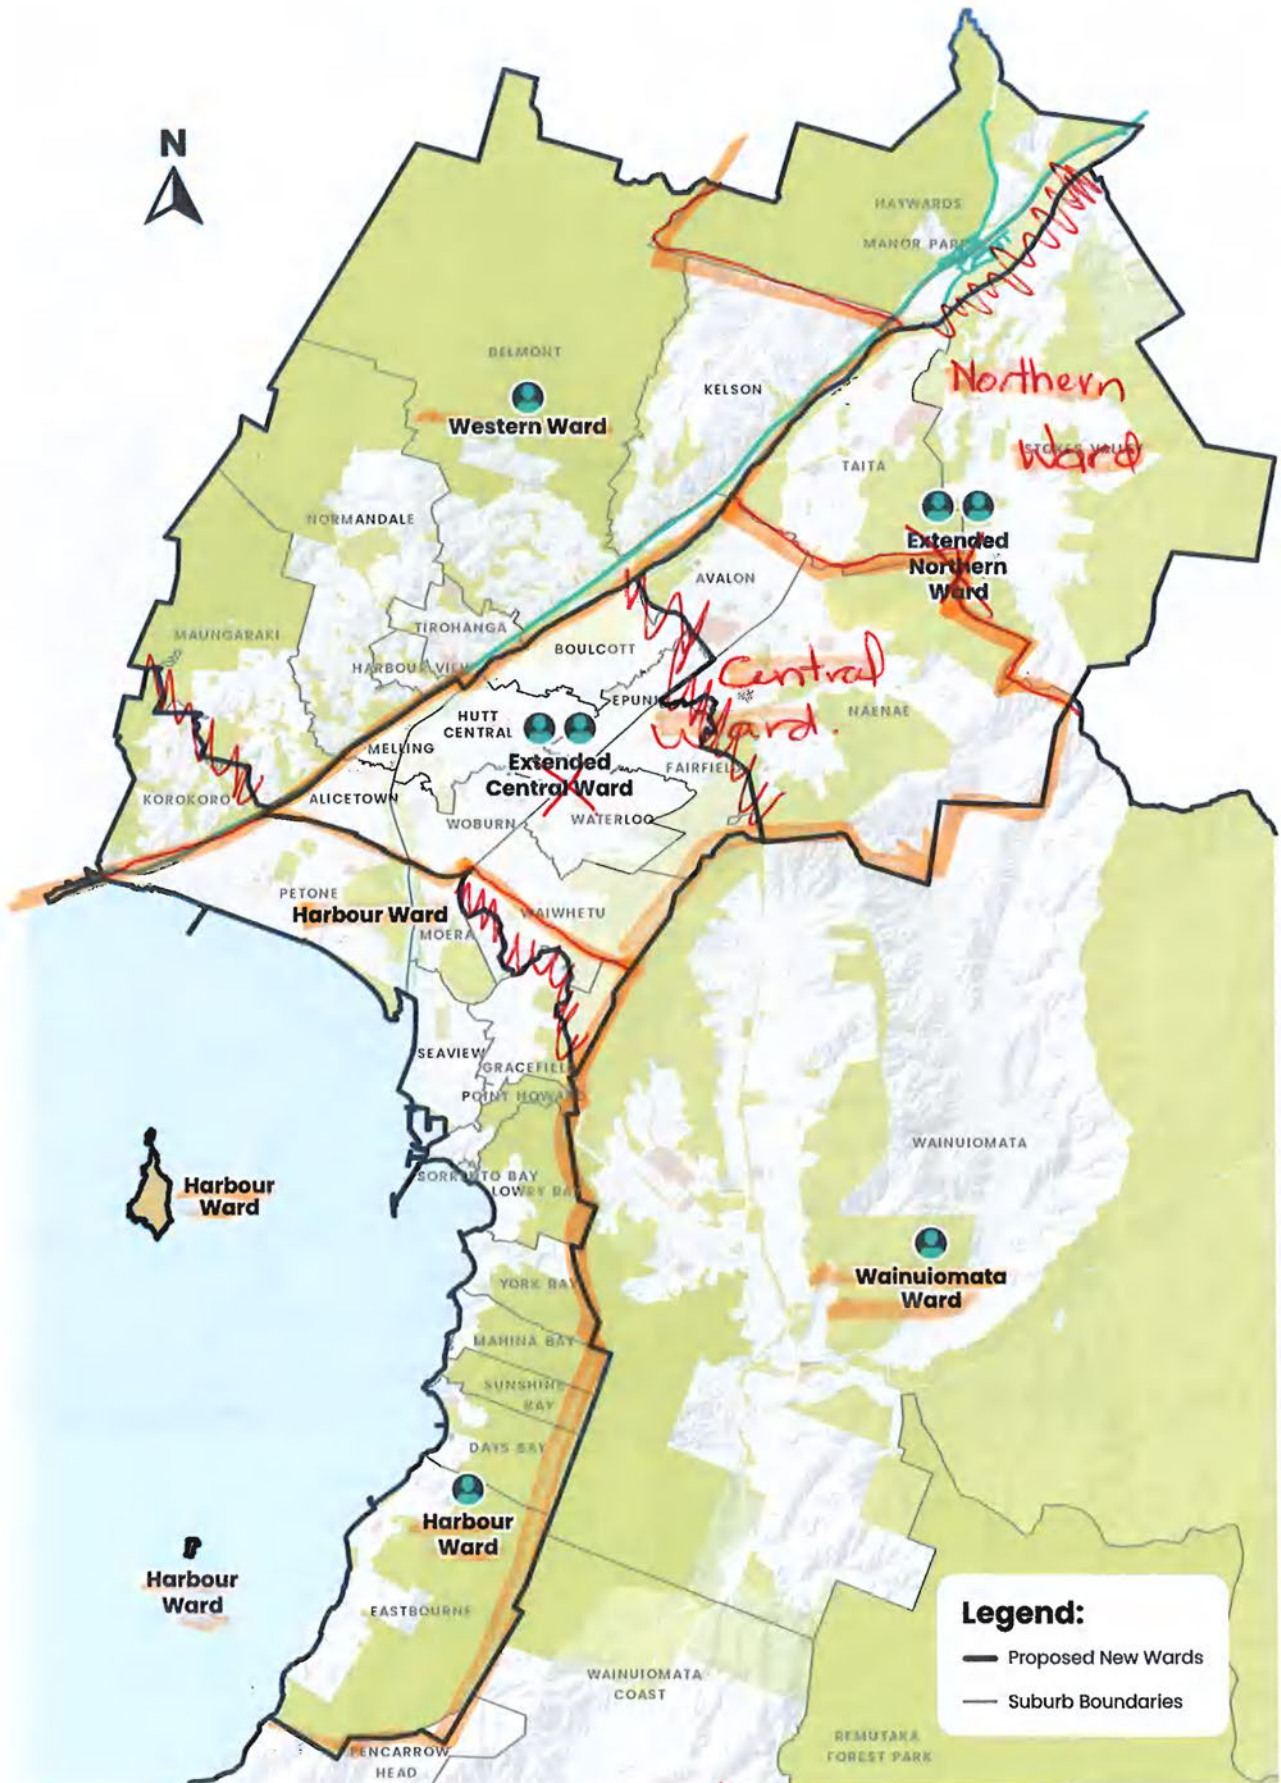 N
HAYWARDS
MANOR PARK
BELMONT
Western Ward
KELSON
Northern
Ward
STOKES VALLEY
TAITA
NORMANDALE
Extended
Northern
Ward
AVALON
MAUNGARAKI
TIROHANGA
BOULCOTT
HARBOUR VIEW
Central
Ward.
EPUNI
NAENAE
HUTT
CENTRAL
MELLING
Extended
Central Ward
FAIRFIELD
KOROKORO
ALICETOWN
WOBURN
WATERLOO
PETONE
Harbour Ward
WAIWHETU
MOERA
SEAVIEW
GRACEFIELD
POINT HOWARD
WAINUIOMATA
SORRENTO BAY
LOWRY BAY
Harbour
Ward
Wainuiomata
Ward
YORK BAY
MAHINA BAY
SUNSHINE
BAY
DAYS BAY
Harbour
Ward
Harbour
Ward
EASTBOURNE
Legend:
Proposed New Wards
Suburb Boundaries
WAINUIOMATA
COAST
REMUTAKA
FOREST PARK
PENCARROW
HEAD